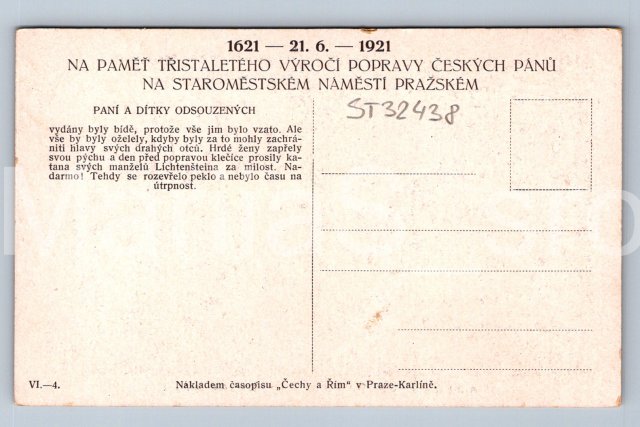 1621 — 21. 6. — 1921
NA PAMĚŤ TŘISTALETÉHO VÝROČÍ POPRAVY ČESKÝCH PÁNŮ
NA STAROMĚSTSKÉM NÁMĚSTÍ PRAŽSKÉM
PANÍ A DÍTKY ODSOUZENÝCH
vydány byly bídě, protože vše jim bylo vzato. Ale
vše by byly oželely, kdyby byly za to mohly zachrá-
niti hlavy svých drahých otců. Hrdé ženy zapřely
svou pýchu a den před popravou klečíce prosily ka-
tana svých manželů Lichtenšteina za milost. Na-
darmo! Tehdy se rozevřelo peklo a nebylo času na
útrpnost.
ST32438
VI.—4.
Nákladem časopisu „Čechy a Řím" v Praze-Karlíně.